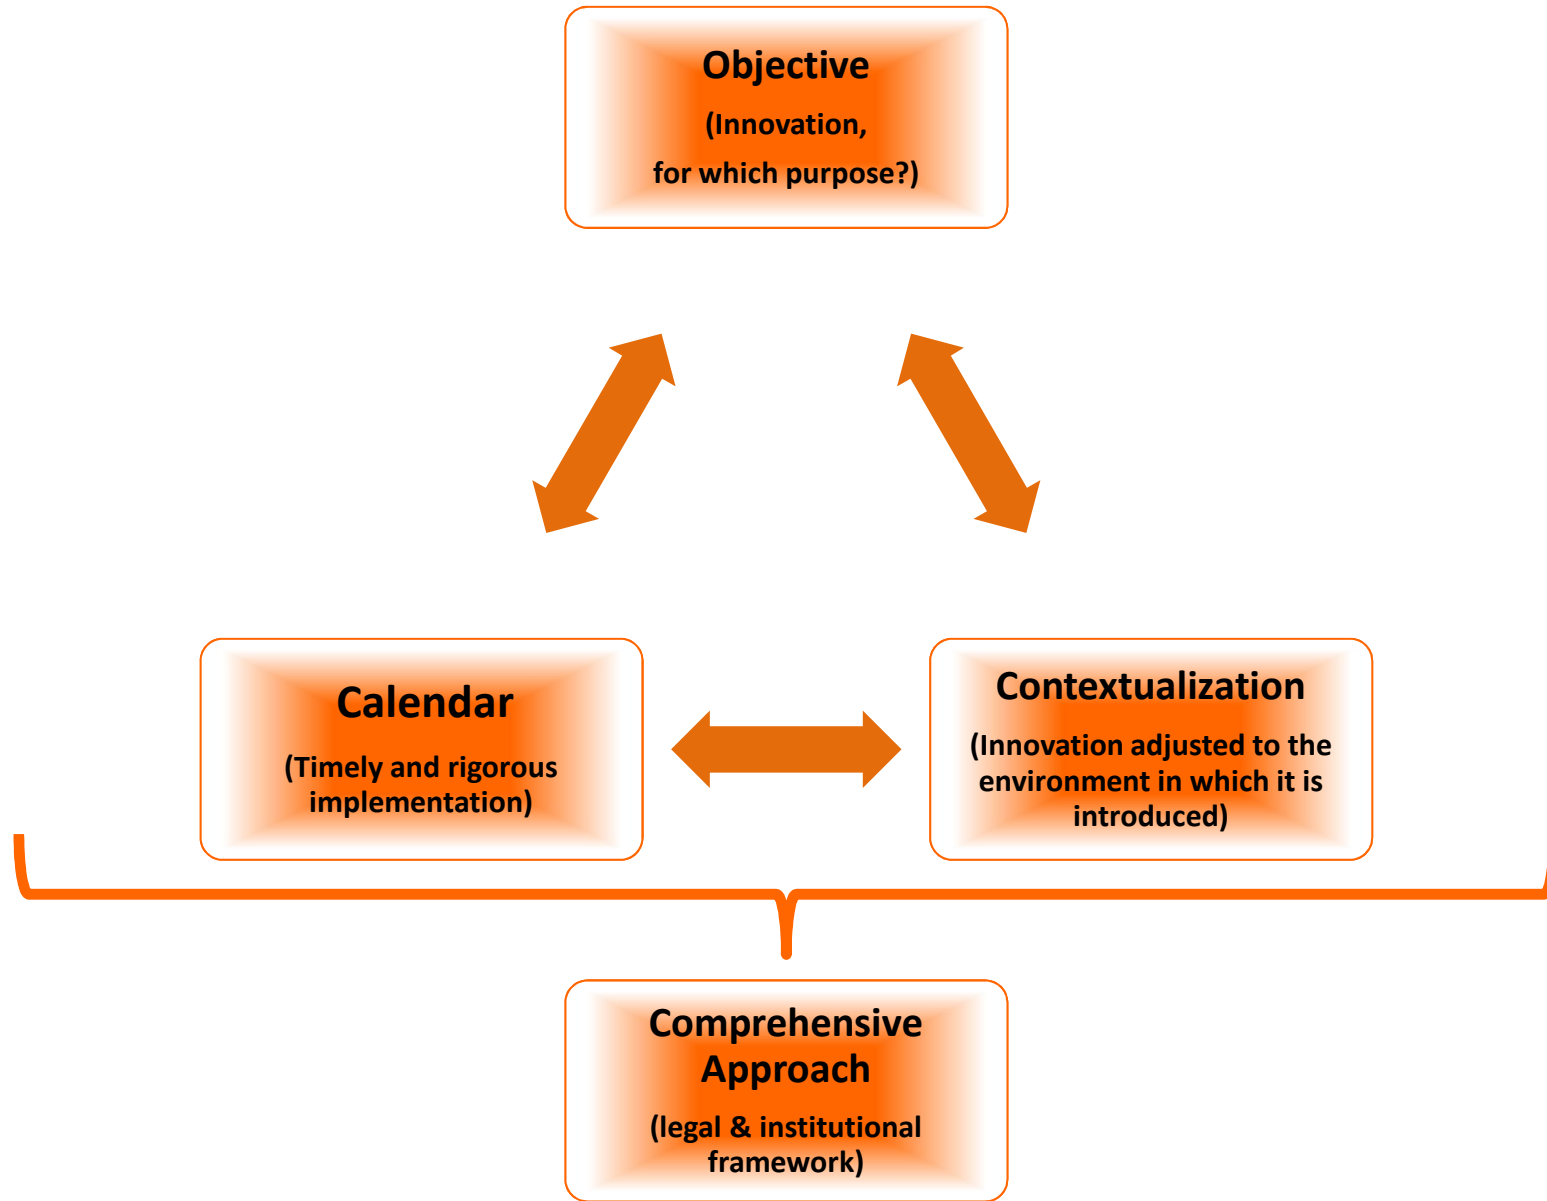 Objective
(Innovation,
for which purpose?)
Calendar
(Timely and rigorous
implementation)
Contextualization
(Innovation adjusted to the
environment in which it is
introduced)
Comprehensive
Approach
(legal & institutional
framework)